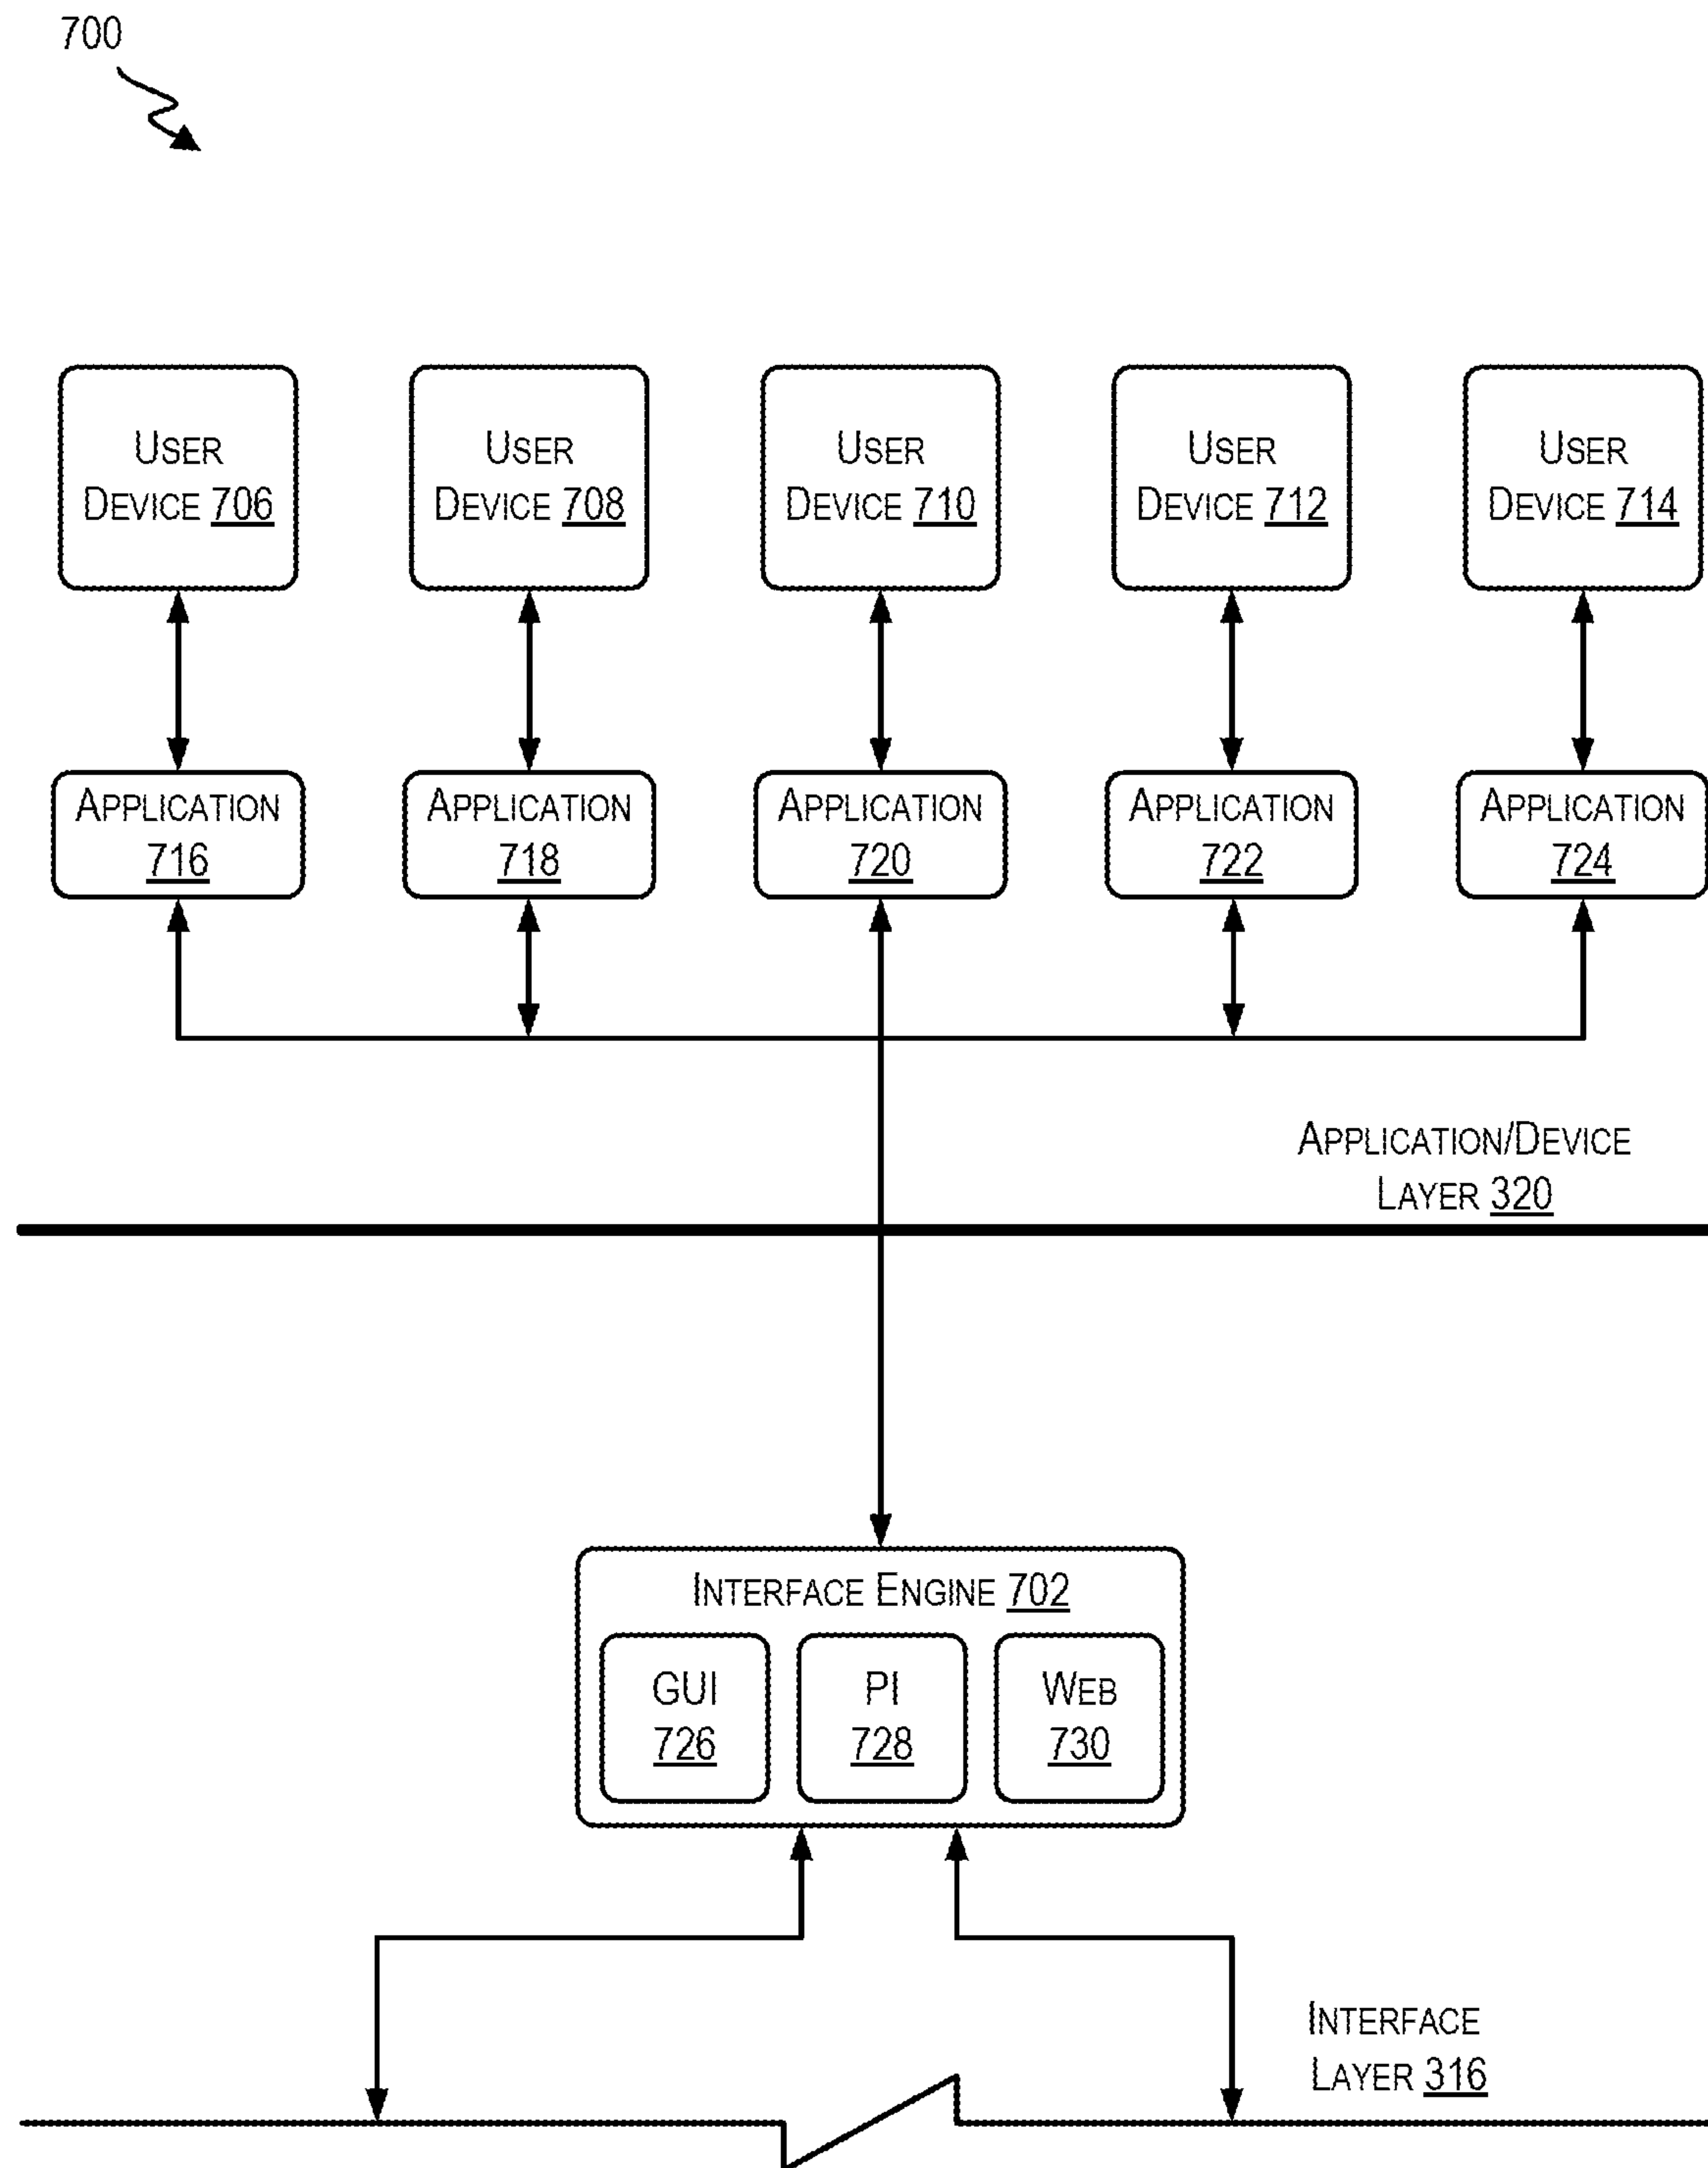 700
User
Device 706
User
Device 708
User
Device 710
User
Device 712
User
Device 714
Application
716
Application
718
Application
720
Application
722
Application
724
Application/Device
Layer 320
Interface Engine 702
GUI
726
PI
728
Web
730
Interface
Layer 316